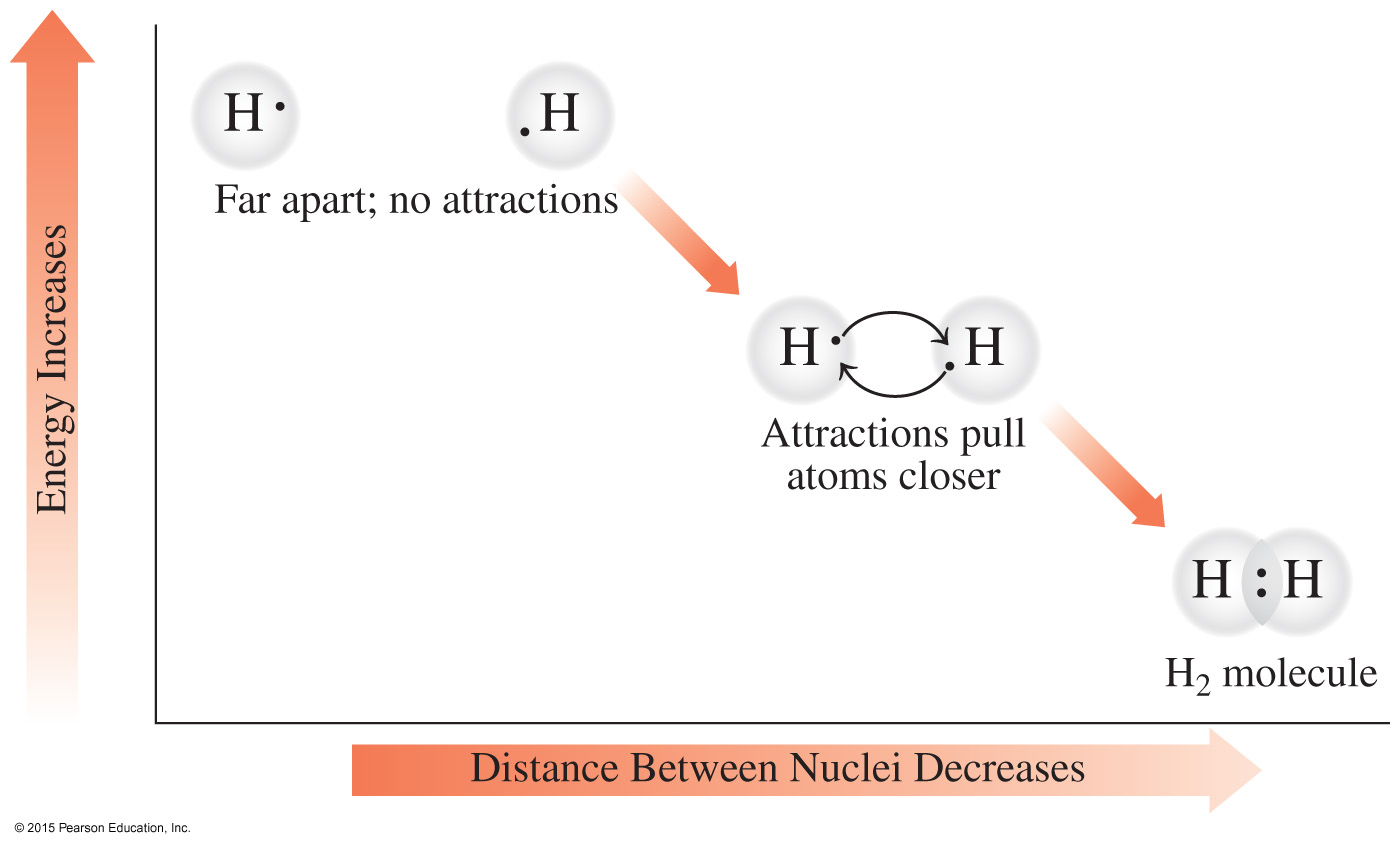 Energy Increases
H· ·H
Far apart; no attractions
H· ·H
Attractions pull
atoms closer
H:H
H₂ molecule
Distance Between Nuclei Decreases
© 2015 Pearson Education, Inc.